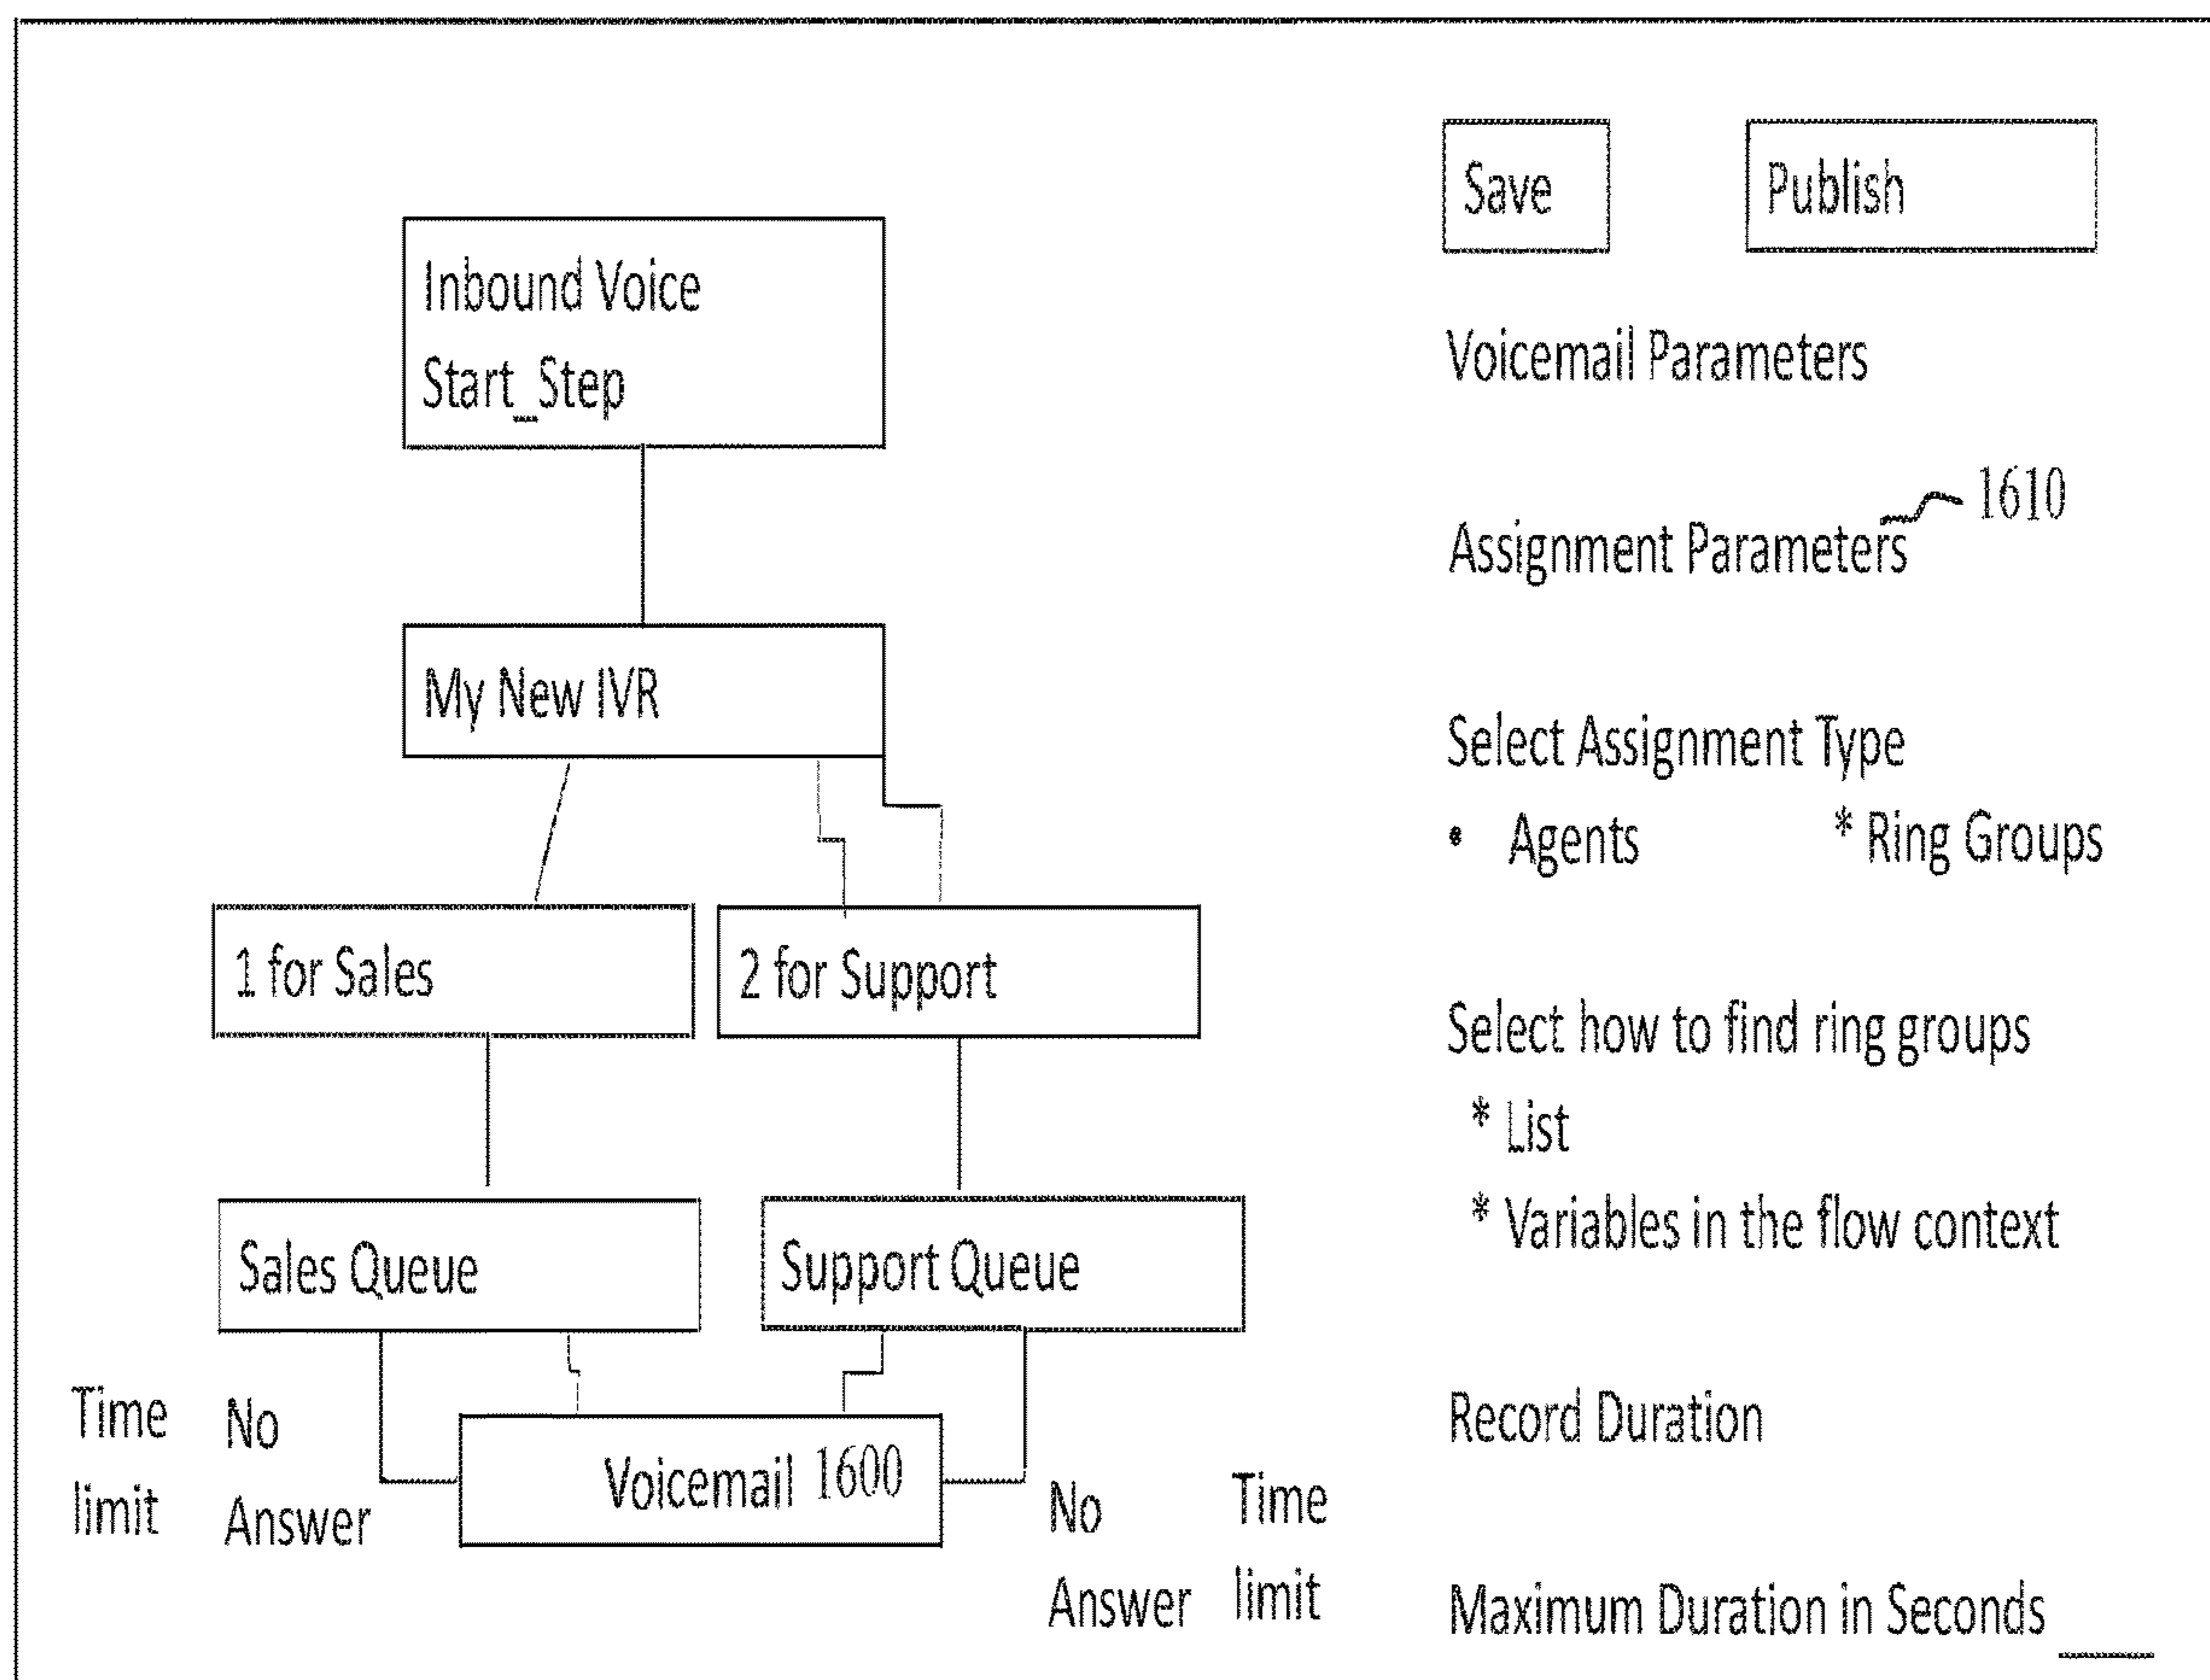 Inbound Voice
Start_Step
My New IVR
1 for Sales
2 for Support
Sales Queue
Support Queue
Time
limit
No
Answer
Voicemail 1600
No
Answer
Time
limit
Save
Publish
Voicemail Parameters
1610
Assignment Parameters
Select Assignment Type
• Agents
* Ring Groups
Select how to find ring groups
* List
* Variables in the flow context
Record Duration
Maximum Duration in Seconds ____